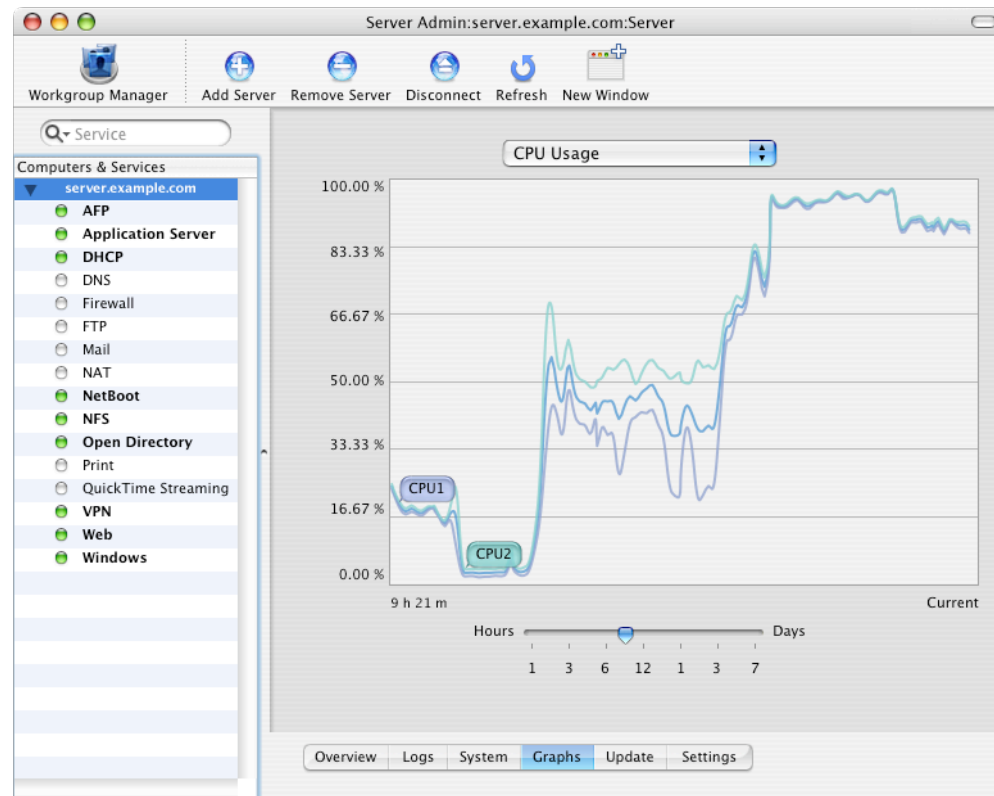 Server Admin:server.example.com:Server
Workgroup Manager Add Server Remove Server Disconnect Refresh New Window
Service
Computers & Services
server.example.com
AFP
Application Server
DHCP
DNS
Firewall
FTP
Mail
NAT
NetBoot
NFS
Open Directory
Print
QuickTime Streaming
VPN
Web
Windows
CPU Usage
100.00 %
83.33 %
66.67 %
50.00 %
33.33 %
16.67 %
0.00 %
CPU1
CPU2
9 h 21 m Current
Hours Days
1 3 6 12 1 3 7
Overview Logs System Graphs Update Settings